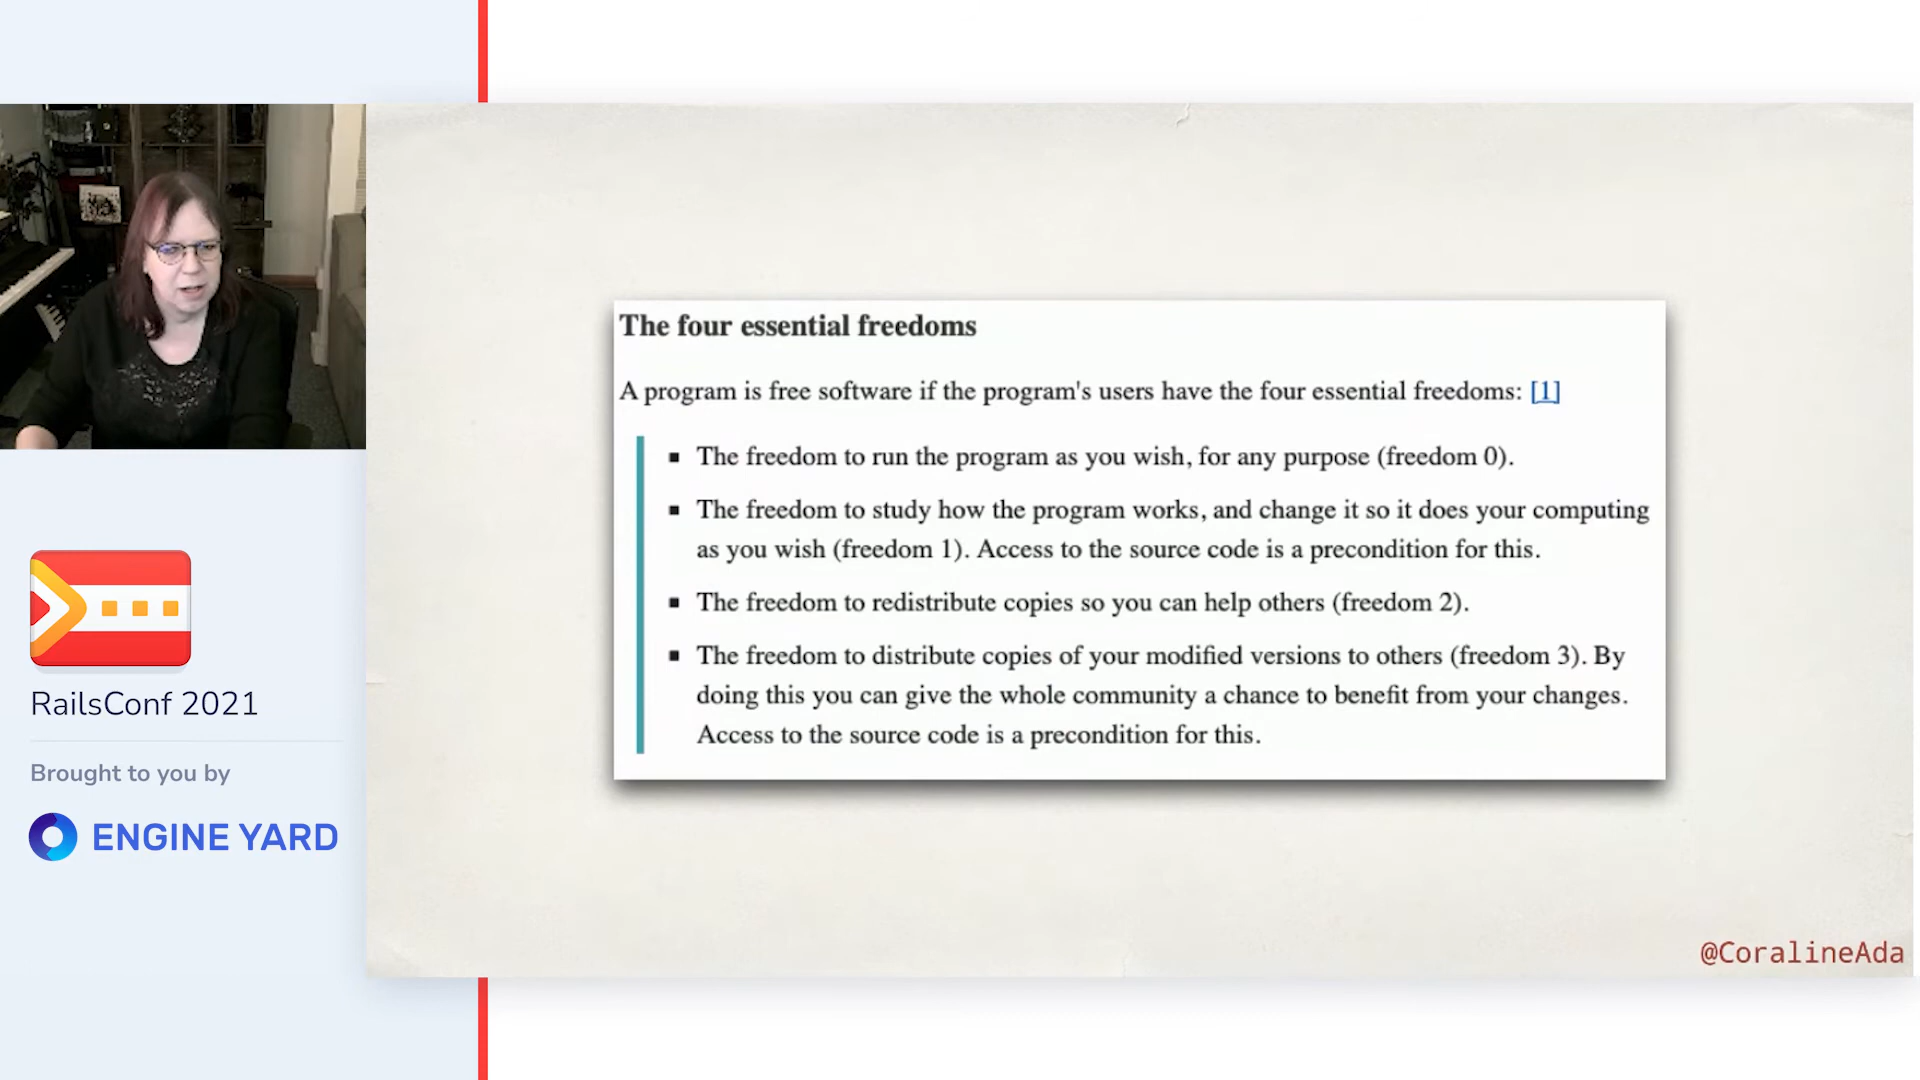 The four essential freedoms
A program is free software if the program's users have the four essential freedoms: [1]
The freedom to run the program as you wish, for any purpose (freedom 0).
The freedom to study how the program works, and change it so it does your computing
as you wish (freedom 1). Access to the source code is a precondition for this.
The freedom to redistribute copies so you can help others (freedom 2).
The freedom to distribute copies of your modified versions to others (freedom 3). By
doing this you can give the whole community a chance to benefit from your changes.
Access to the source code is a precondition for this.
RailsConf 2021
Brought to you by
ENGINE YARD
@CoralineAda